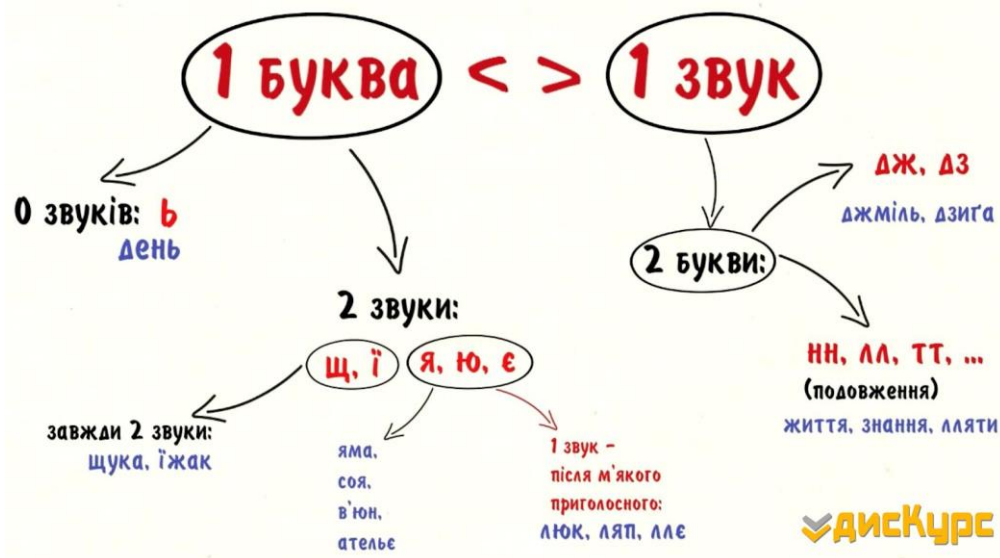 1 буква < > 1 звук
0 звуків: ь
день
2 звуки:
щ, ї
я, ю, є
завжди 2 звуки:
щука, їжак
яма,
соя,
в'юн,
ательє
1 звук –
після м'якого
приголосного:
люк, ляп, ллє
2 букви:
дж, дз
джміль, дзиґа
нн, лл, тт, ...
(подовження)
життя, знання, лляти
дисКурс